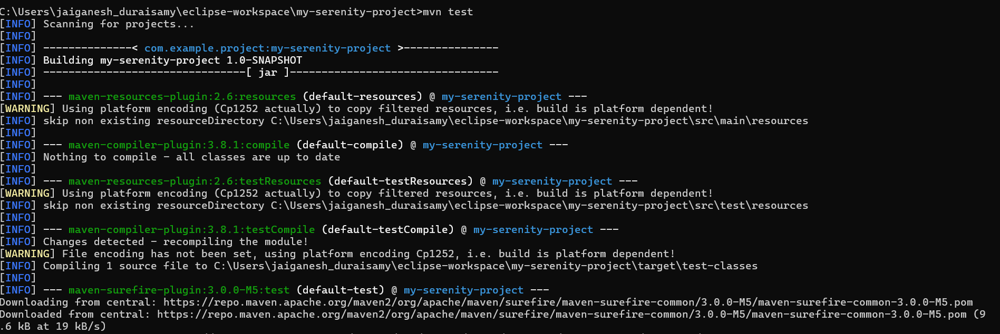 C:\Users\jaiganesh_duraisamy\eclipse-workspace\my-serenity-project>mvn test
[INFO] Scanning for projects...
[INFO]
[INFO] --------------< com.example.project:my-serenity-project >---------------
[INFO] Building my-serenity-project 1.0-SNAPSHOT
[INFO] --------------------------------[ jar ]---------------------------------
[INFO]
[INFO] --- maven-resources-plugin:2.6:resources (default-resources) @ my-serenity-project ---
[WARNING] Using platform encoding (Cp1252 actually) to copy filtered resources, i.e. build is platform dependent!
[INFO] skip non existing resourceDirectory C:\Users\jaiganesh_duraisamy\eclipse-workspace\my-serenity-project\src\main\resources
[INFO]
[INFO] --- maven-compiler-plugin:3.8.1:compile (default-compile) @ my-serenity-project ---
[INFO] Nothing to compile - all classes are up to date
[INFO]
[INFO] --- maven-resources-plugin:2.6:testResources (default-testResources) @ my-serenity-project ---
[WARNING] Using platform encoding (Cp1252 actually) to copy filtered resources, i.e. build is platform dependent!
[INFO] skip non existing resourceDirectory C:\Users\jaiganesh_duraisamy\eclipse-workspace\my-serenity-project\src\test\resources
[INFO]
[INFO] --- maven-compiler-plugin:3.8.1:testCompile (default-testCompile) @ my-serenity-project ---
[INFO] Changes detected - recompiling the module!
[WARNING] File encoding has not been set, using platform encoding Cp1252, i.e. build is platform dependent!
[INFO] Compiling 1 source file to C:\Users\jaiganesh_duraisamy\eclipse-workspace\my-serenity-project\target\test-classes
[INFO]
[INFO] --- maven-surefire-plugin:3.0.0-M5:test (default-test) @ my-serenity-project ---
Downloading from central: https://repo.maven.apache.org/maven2/org/apache/maven/surefire/maven-surefire-common/3.0.0-M5/maven-surefire-common-3.0.0-M5.pom
Downloaded from central: https://repo.maven.apache.org/maven2/org/apache/maven/surefire/maven-surefire-common/3.0.0-M5/maven-surefire-common-3.0.0-M5.pom (9
.6 kB at 19 kB/s)